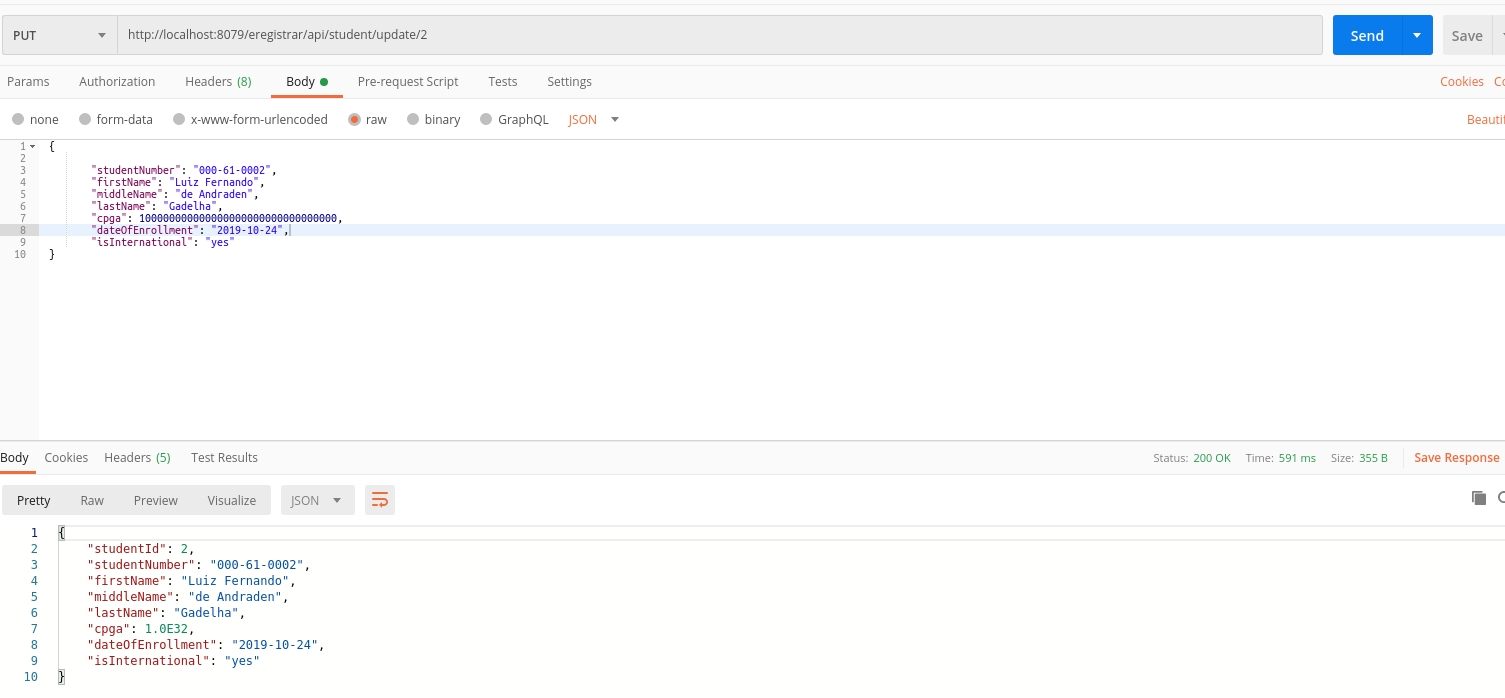 PUT http://localhost:8079/eregistrar/api/student/update/2 Send Save
Params Authorization Headers (8) Body Pre-request Script Tests Settings Cookies
none form-data x-www-form-urlencoded raw binary GraphQL JSON Beautif
1 {
2
3 "studentNumber": "000-61-0002",
4 "firstName": "Luiz Fernando",
5 "middleName": "de Andraden",
6 "lastName": "Gadelha",
7 "cpga": 100000000000000000000000000000000,
8 "dateOfEnrollment": "2019-10-24",
9 "isInternational": "yes"
10 }
Body Cookies Headers (5) Test Results Status: 200 OK Time: 591 ms Size: 355 B Save Response
Pretty Raw Preview Visualize JSON
1 {
2 "studentId": 2,
3 "studentNumber": "000-61-0002",
4 "firstName": "Luiz Fernando",
5 "middleName": "de Andraden",
6 "lastName": "Gadelha",
7 "cpga": 1.0E32,
8 "dateOfEnrollment": "2019-10-24",
9 "isInternational": "yes"
10 }